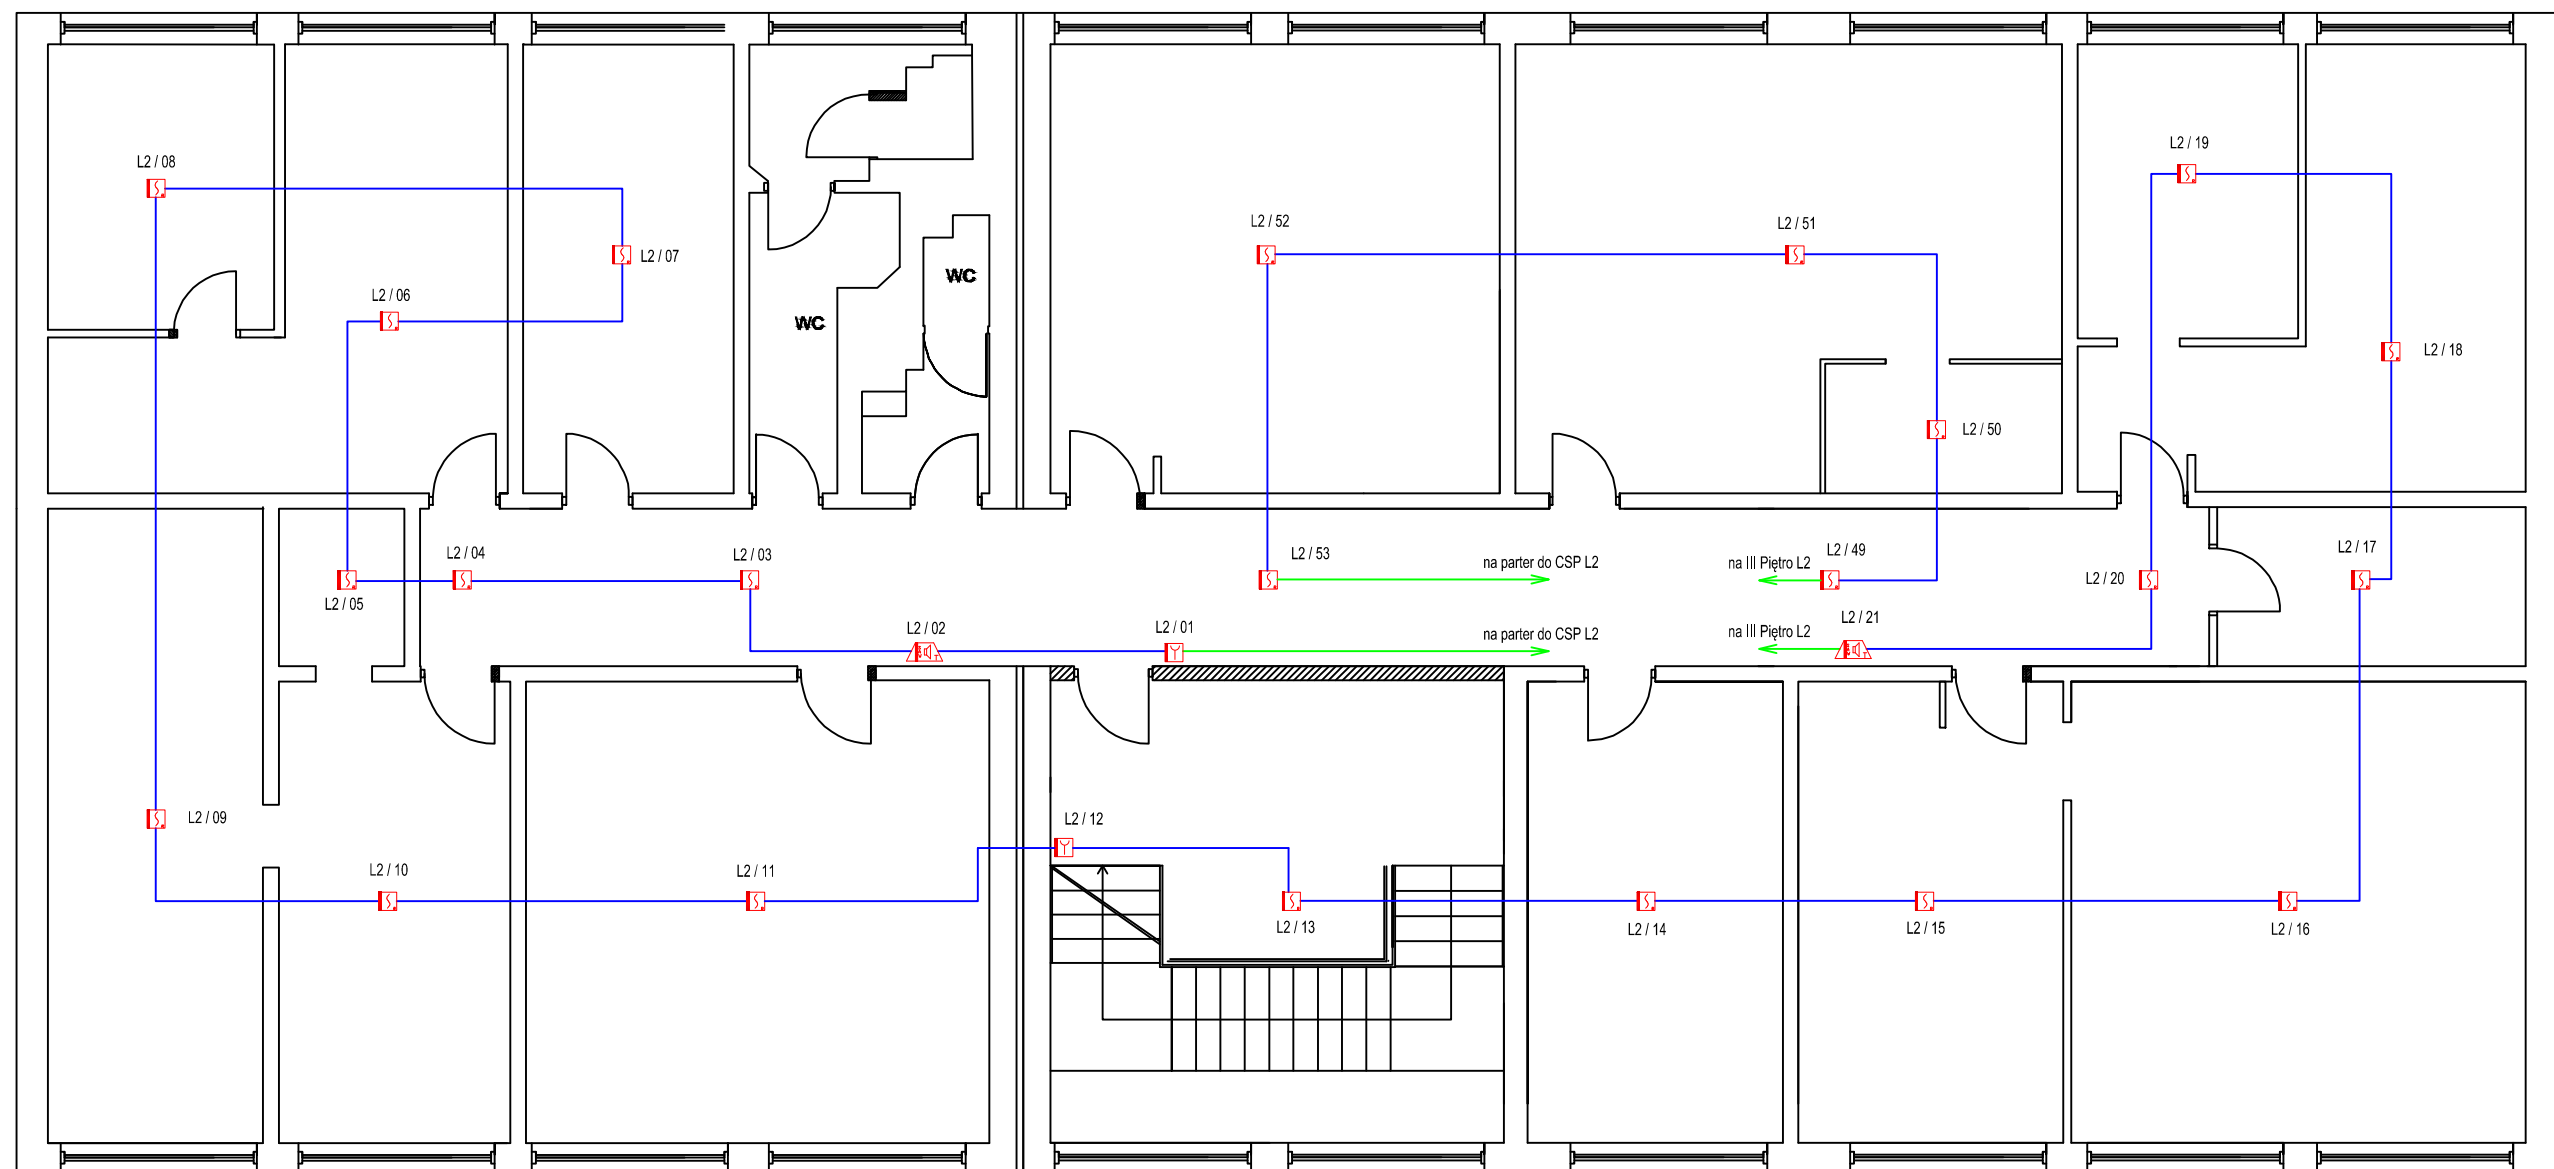 L2 / 19
L2 / 08
L2 / 52
L2 / 51
L2 / 07
WC
L2 / 06
WC
L2 / 18
L2 / 50
L2 / 04
L2 / 03
L2 / 53
na parter do CSP L2
na III Piętro L2
L2 / 49
L2 / 17
L2 / 20
L2 / 05
L2 / 02
L2 / 01
na parter do CSP L2
na III Piętro L2
L2 / 21
L2 / 09
L2 / 12
L2 / 10
L2 / 11
L2 / 13
L2 / 14
L2 / 15
L2 / 16